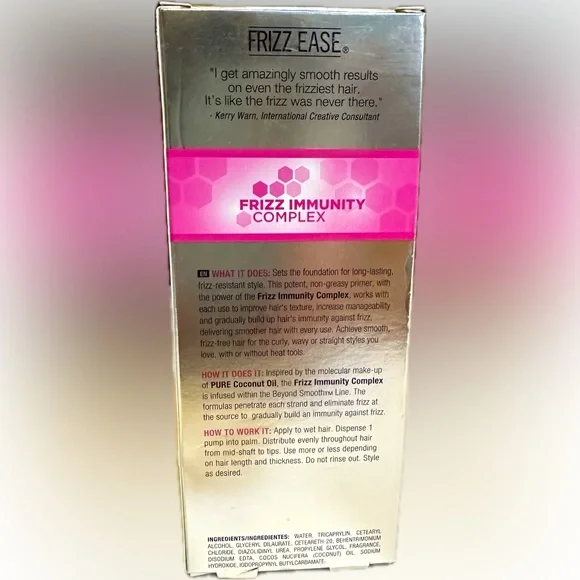 FRIZZ EASE®
"I get amazingly smooth results
on even the frizziest hair.
It's like the frizz was never there."
- Kerry Warn, International Creative Consultant
FRIZZ IMMUNITY
COMPLEX
EN WHAT IT DOES: Sets the foundation for long-lasting,
frizz-resistant style. This potent, non-greasy primer, with
the power of the Frizz Immunity Complex, works with
each use to improve hair's texture, increase manageability
and gradually build up hair's immunity against frizz,
delivering smoother hair with every use. Achieve smooth,
frizz-free hair for the curly, wavy or straight styles you
love, with or without heat tools.
HOW IT DOES IT: Inspired by the molecular make-up
of PURE Coconut Oil, the Frizz Immunity Complex
is infused within the Beyond Smooth™ Line. The
formulas penetrate each strand and eliminate frizz at
the source to gradually build an immunity against frizz.
HOW TO WORK IT: Apply to wet hair. Dispense 1
pump into palm. Distribute evenly throughout hair
from mid-shaft to tips. Use more or less depending
on hair length and thickness. Do not rinse out. Style
as desired.
INGREDIENTS/INGREDIENTES: WATER, TRICAPRYLIN, CETEARYL
ALCOHOL, GLYCERYL DILAURATE, CETEARETH 20, BEHENTRIMONIUM
CHLORIDE, DIAZOLIDINYL UREA, PROPYLENE GLYCOL, FRAGRANCE,
DISODIUM EDTA, COCOS NUCIFERA (COCONUT) OIL, SODIUM
HYDROXIDE, IODOPROPYNYL BUTYLCARBAMATE.